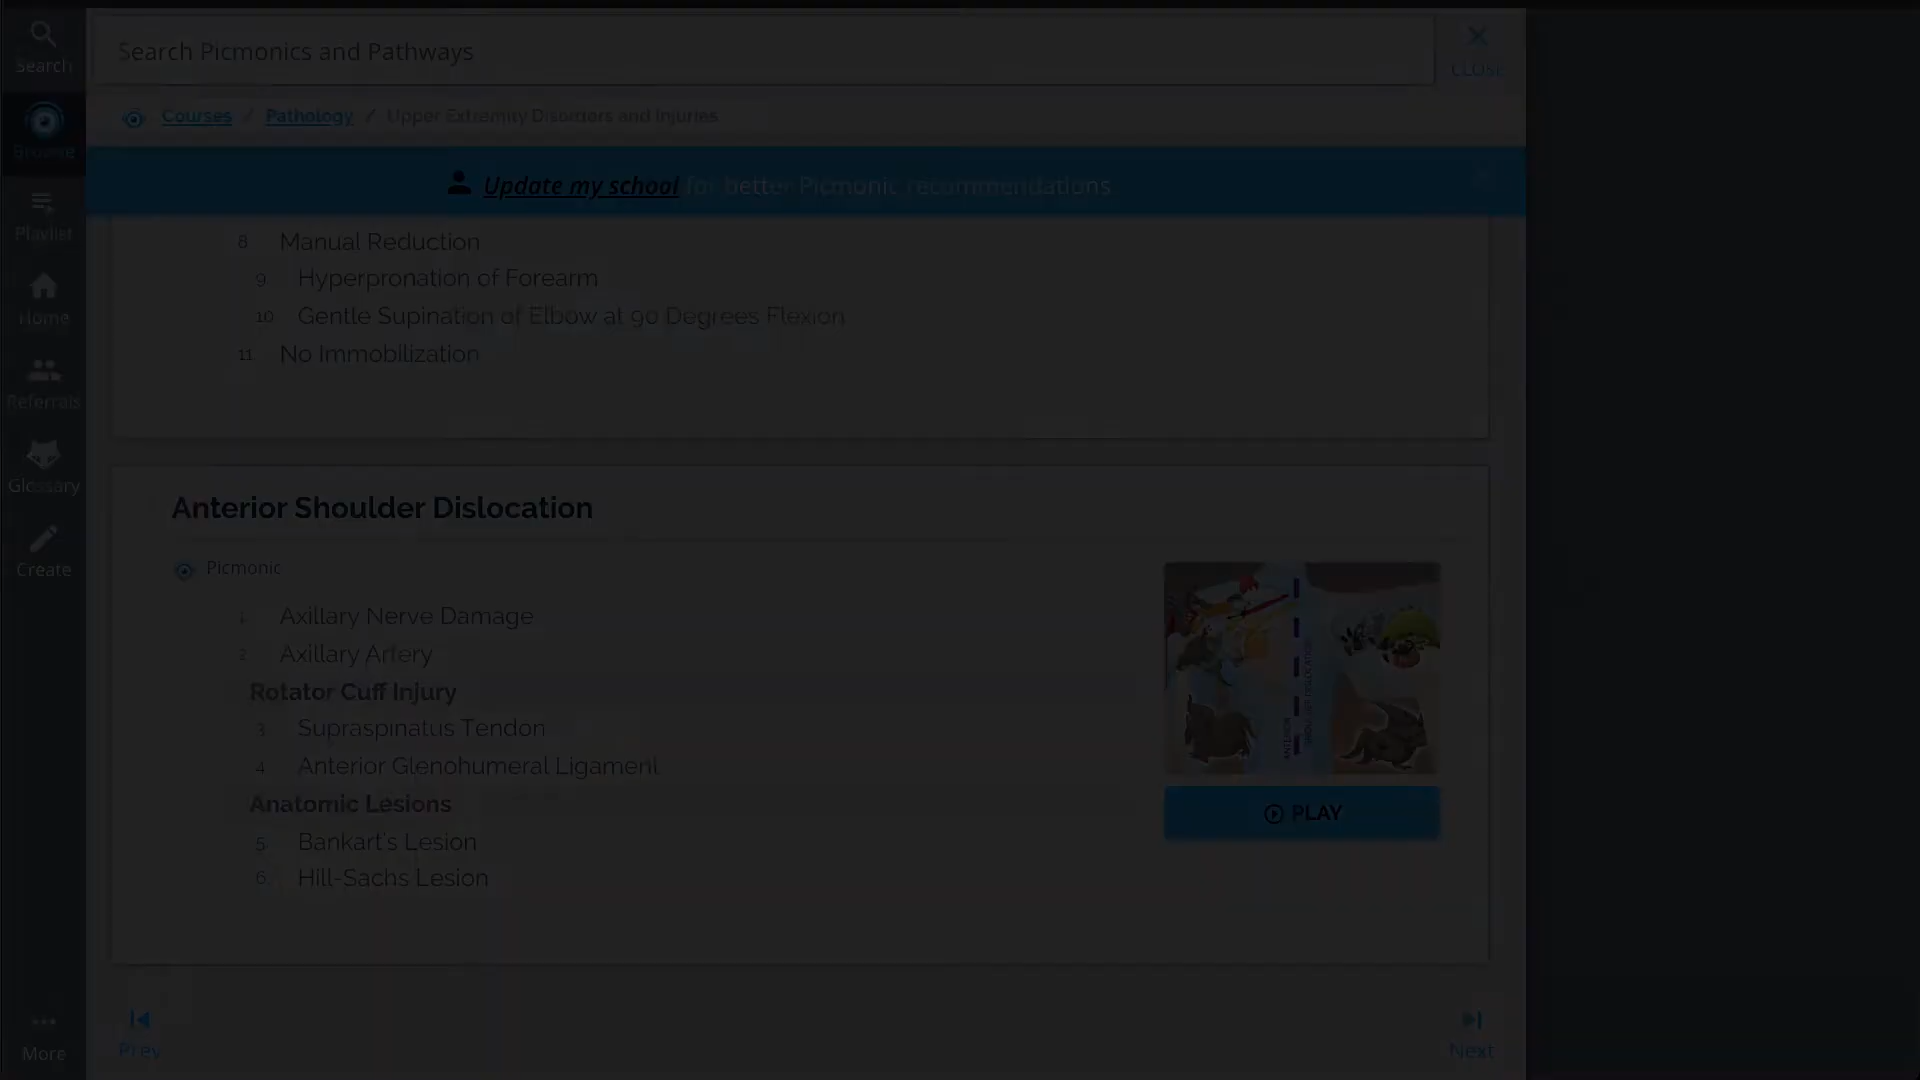 Search
Search Picmonics and Pathways
CLOSE
Courses / Pathology / Upper Extremity Disorders and Injuries
Browse
Update my school for better Picmonic recommendations
Playlist
Home
Referrals
Glossary
Create
More
8 Manual Reduction
9 Hyperpronation of Forearm
10 Gentle Supination of Elbow at 90 Degrees Flexion
11 No Immobilization
Anterior Shoulder Dislocation
Picmonic
1 Axillary Nerve Damage
2 Axillary Artery
Rotator Cuff Injury
3 Supraspinatus Tendon
4 Anterior Glenohumeral Ligament
Anatomic Lesions
5 Bankart's Lesion
6 Hill-Sachs Lesion
ANTERIOR
SHOULDER DISLOCATION
PLAY
Prev
Next